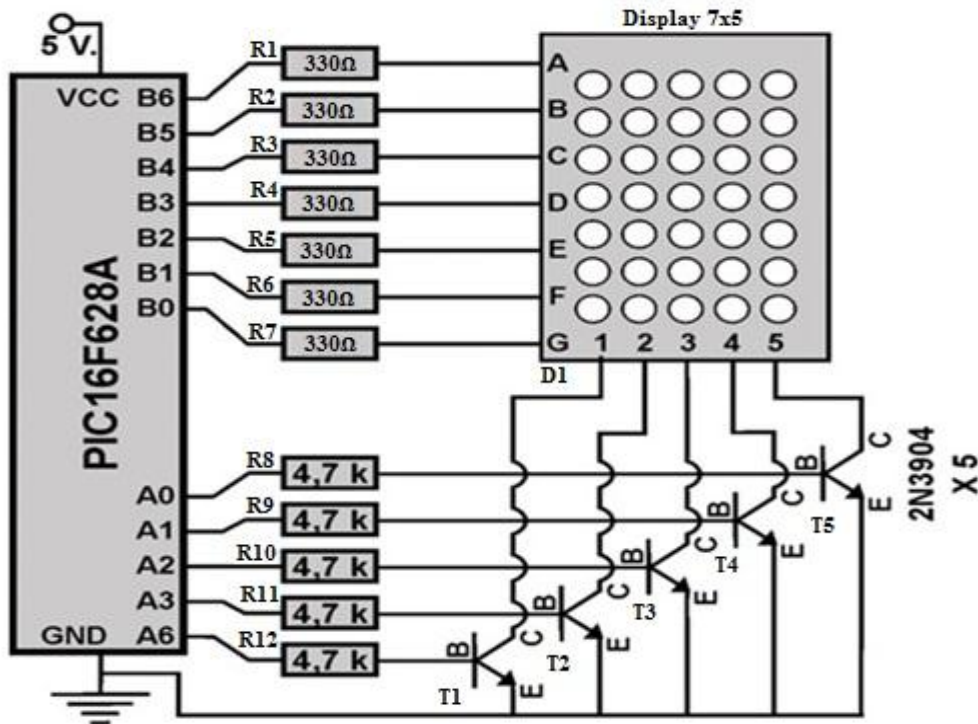 Display 7x5
5 V.
VCC B6 R1 330Ω A
B5 R2 330Ω B
B4 R3 330Ω C
B3 R4 330Ω D
B2 R5 330Ω E
B1 R6 330Ω F
B0 R7 330Ω G 1 2 3 4 5
D1
PIC16F628A
A0 R8 4,7 k B C E T5
A1 R9 4,7 k B C E T4
A2 R10 4,7 k B C E T3
A3 R11 4,7 k B C E T2
GND A6 R12 4,7 k B C E T1
2N3904
X 5